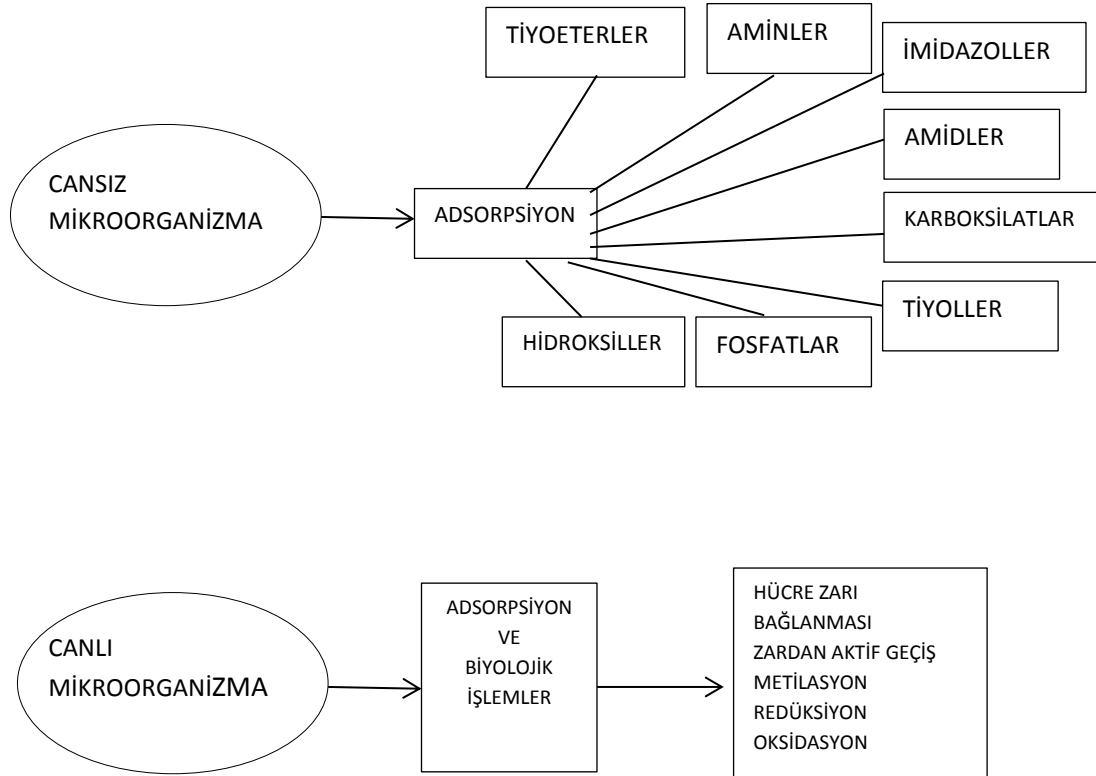 TİYOETERLER
AMİNLER
İMİDAZOLLER
AMİDLER
CANSIZ
MİKROORGANİZMA
ADSORPSİYON
KARBOKSİLATLAR
TİYOLLER
HİDROKSİLLER
FOSFATLAR
CANLI
MİKROORGANİZMA
ADSORPSİYON
VE
BİYOLOJİK
İŞLEMLER
HÜCRE ZARI
BAĞLANMASI
ZARDAN AKTİF GEÇİŞ
METİLASYON
REDÜKSİYON
OKSİDASYON